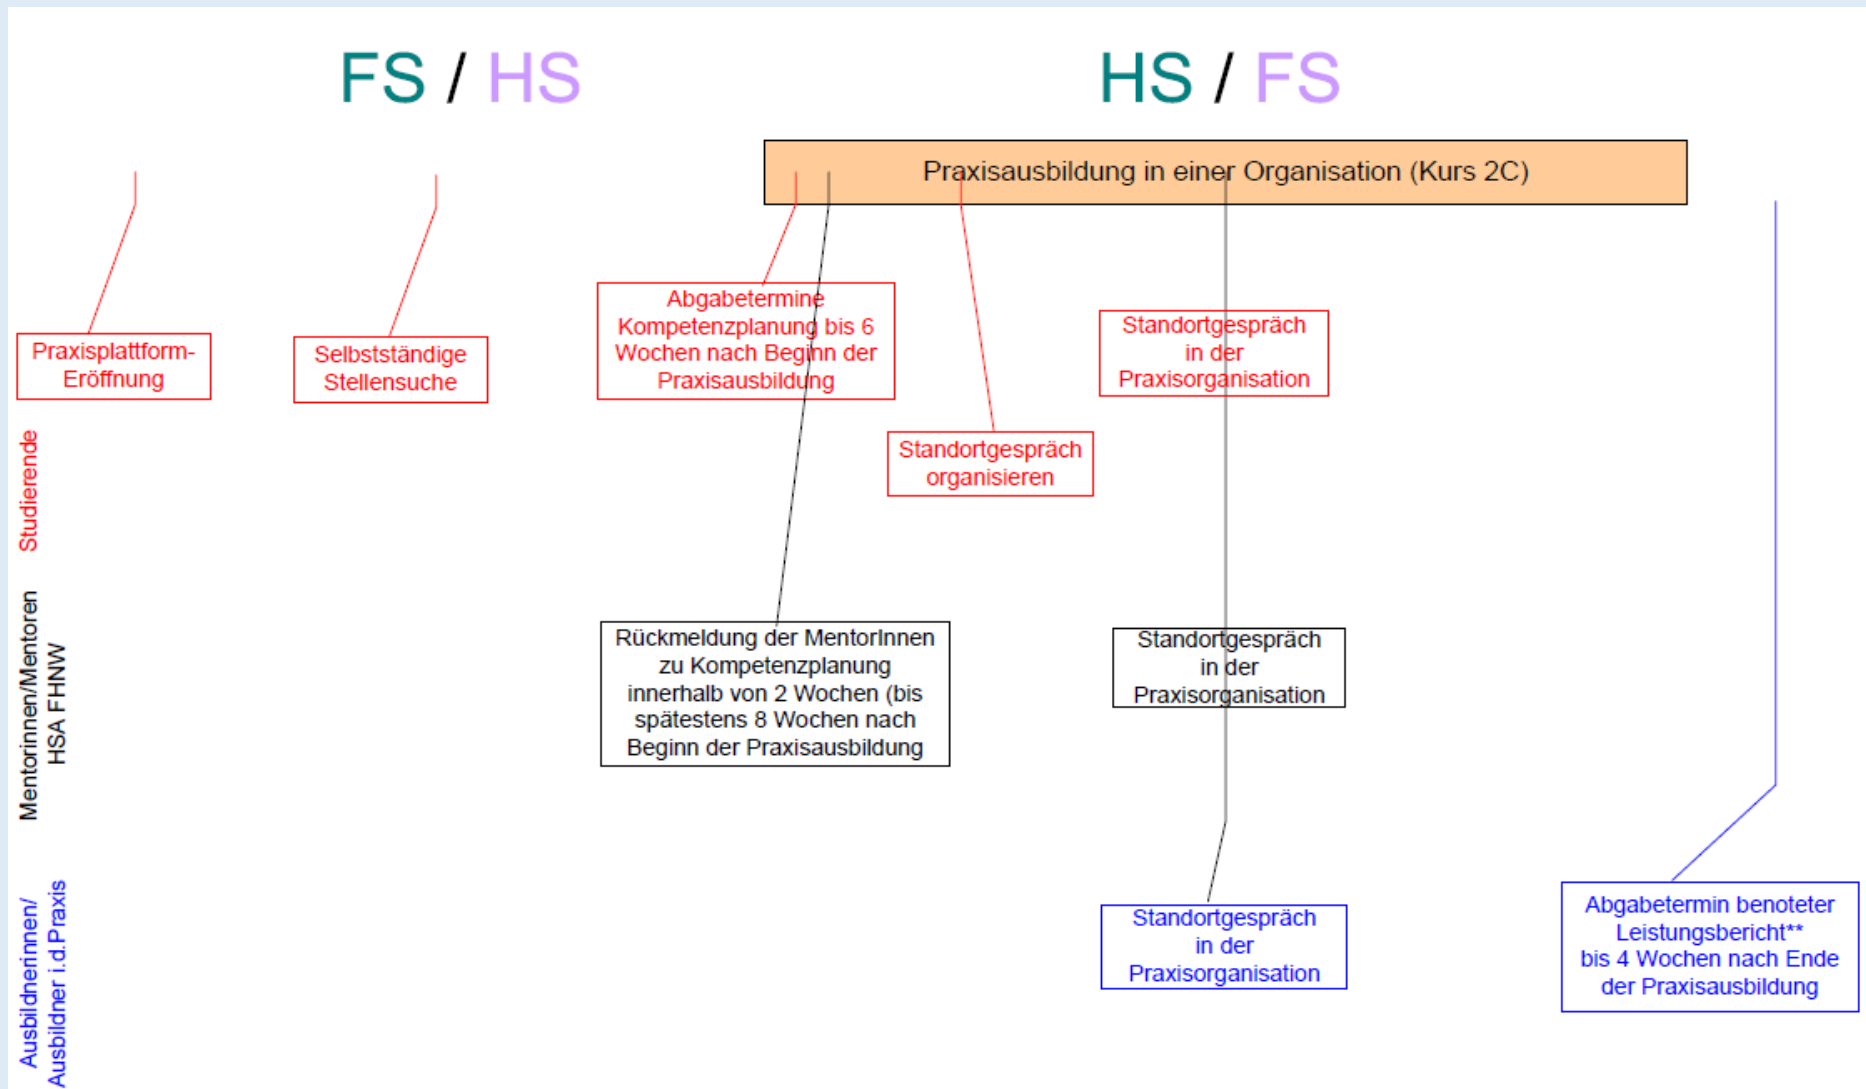 FS / HS
HS / FS
Praxisausbildung in einer Organisation (Kurs 2C)
Studierende
Praxisplattform-
Eröffnung
Selbstständige
Stellensuche
Abgabetermine
Kompetenzplanung bis 6
Wochen nach Beginn der
Praxisausbildung
Standortgespräch
organisieren
Standortgespräch
in der
Praxisorganisation
Mentorinnen/Mentoren
HSA FHNW
Rückmeldung der MentorInnen
zu Kompetenzplanung
innerhalb von 2 Wochen (bis
spätestens 8 Wochen nach
Beginn der Praxisausbildung
Standortgespräch
in der
Praxisorganisation
Ausbildnerinnen/
Ausbildner i.d.Praxis
Standortgespräch
in der
Praxisorganisation
Abgabetermin benoteter
Leistungsbericht**
bis 4 Wochen nach Ende
der Praxisausbildung